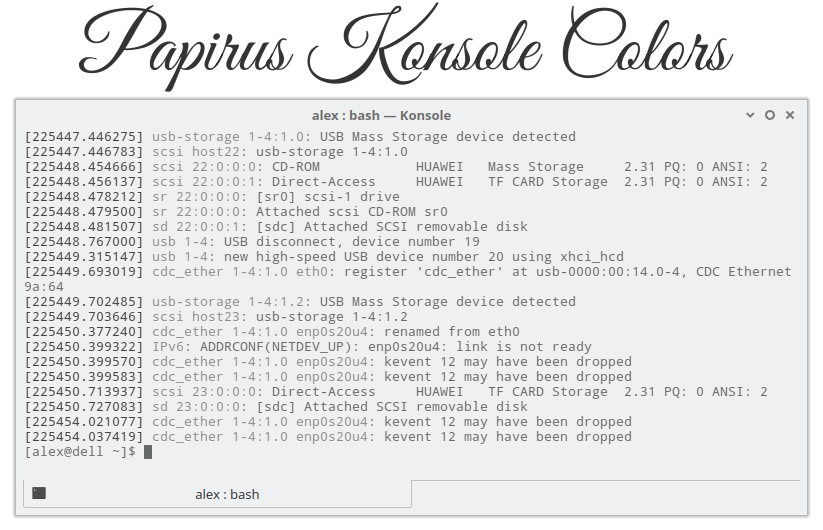 Papirus Konsole Colors
alex : bash — Konsole
[225447.446275] usb-storage 1-4:1.0: USB Mass Storage device detected
[225447.446783] scsi host22: usb-storage 1-4:1.0
[225448.454666] scsi 22:0:0:0: CD-ROM            HUAWEI   Mass Storage     2.31 PQ: 0 ANSI: 2
[225448.456137] scsi 22:0:0:1: Direct-Access     HUAWEI   TF CARD Storage  2.31 PQ: 0 ANSI: 2
[225448.478212] sr 22:0:0:0: [sr0] scsi-1 drive
[225448.479500] sr 22:0:0:0: Attached scsi CD-ROM sr0
[225448.481507] sd 22:0:0:1: [sdc] Attached SCSI removable disk
[225448.767000] usb 1-4: USB disconnect, device number 19
[225449.315147] usb 1-4: new high-speed USB device number 20 using xhci_hcd
[225449.693019] cdc_ether 1-4:1.0 eth0: register 'cdc_ether' at usb-0000:00:14.0-4, CDC Ethernet
9a:64
[225449.702485] usb-storage 1-4:1.2: USB Mass Storage device detected
[225449.703646] scsi host23: usb-storage 1-4:1.2
[225450.377240] cdc_ether 1-4:1.0 enp0s20u4: renamed from eth0
[225450.399322] IPv6: ADDRCONF(NETDEV_UP): enp0s20u4: link is not ready
[225450.399570] cdc_ether 1-4:1.0 enp0s20u4: kevent 12 may have been dropped
[225450.399583] cdc_ether 1-4:1.0 enp0s20u4: kevent 12 may have been dropped
[225450.713937] scsi 23:0:0:0: Direct-Access     HUAWEI   TF CARD Storage  2.31 PQ: 0 ANSI: 2
[225450.727083] sd 23:0:0:0: [sdc] Attached SCSI removable disk
[225454.021077] cdc_ether 1-4:1.0 enp0s20u4: kevent 12 may have been dropped
[225454.037419] cdc_ether 1-4:1.0 enp0s20u4: kevent 12 may have been dropped
[alex@dell ~]$
alex : bash